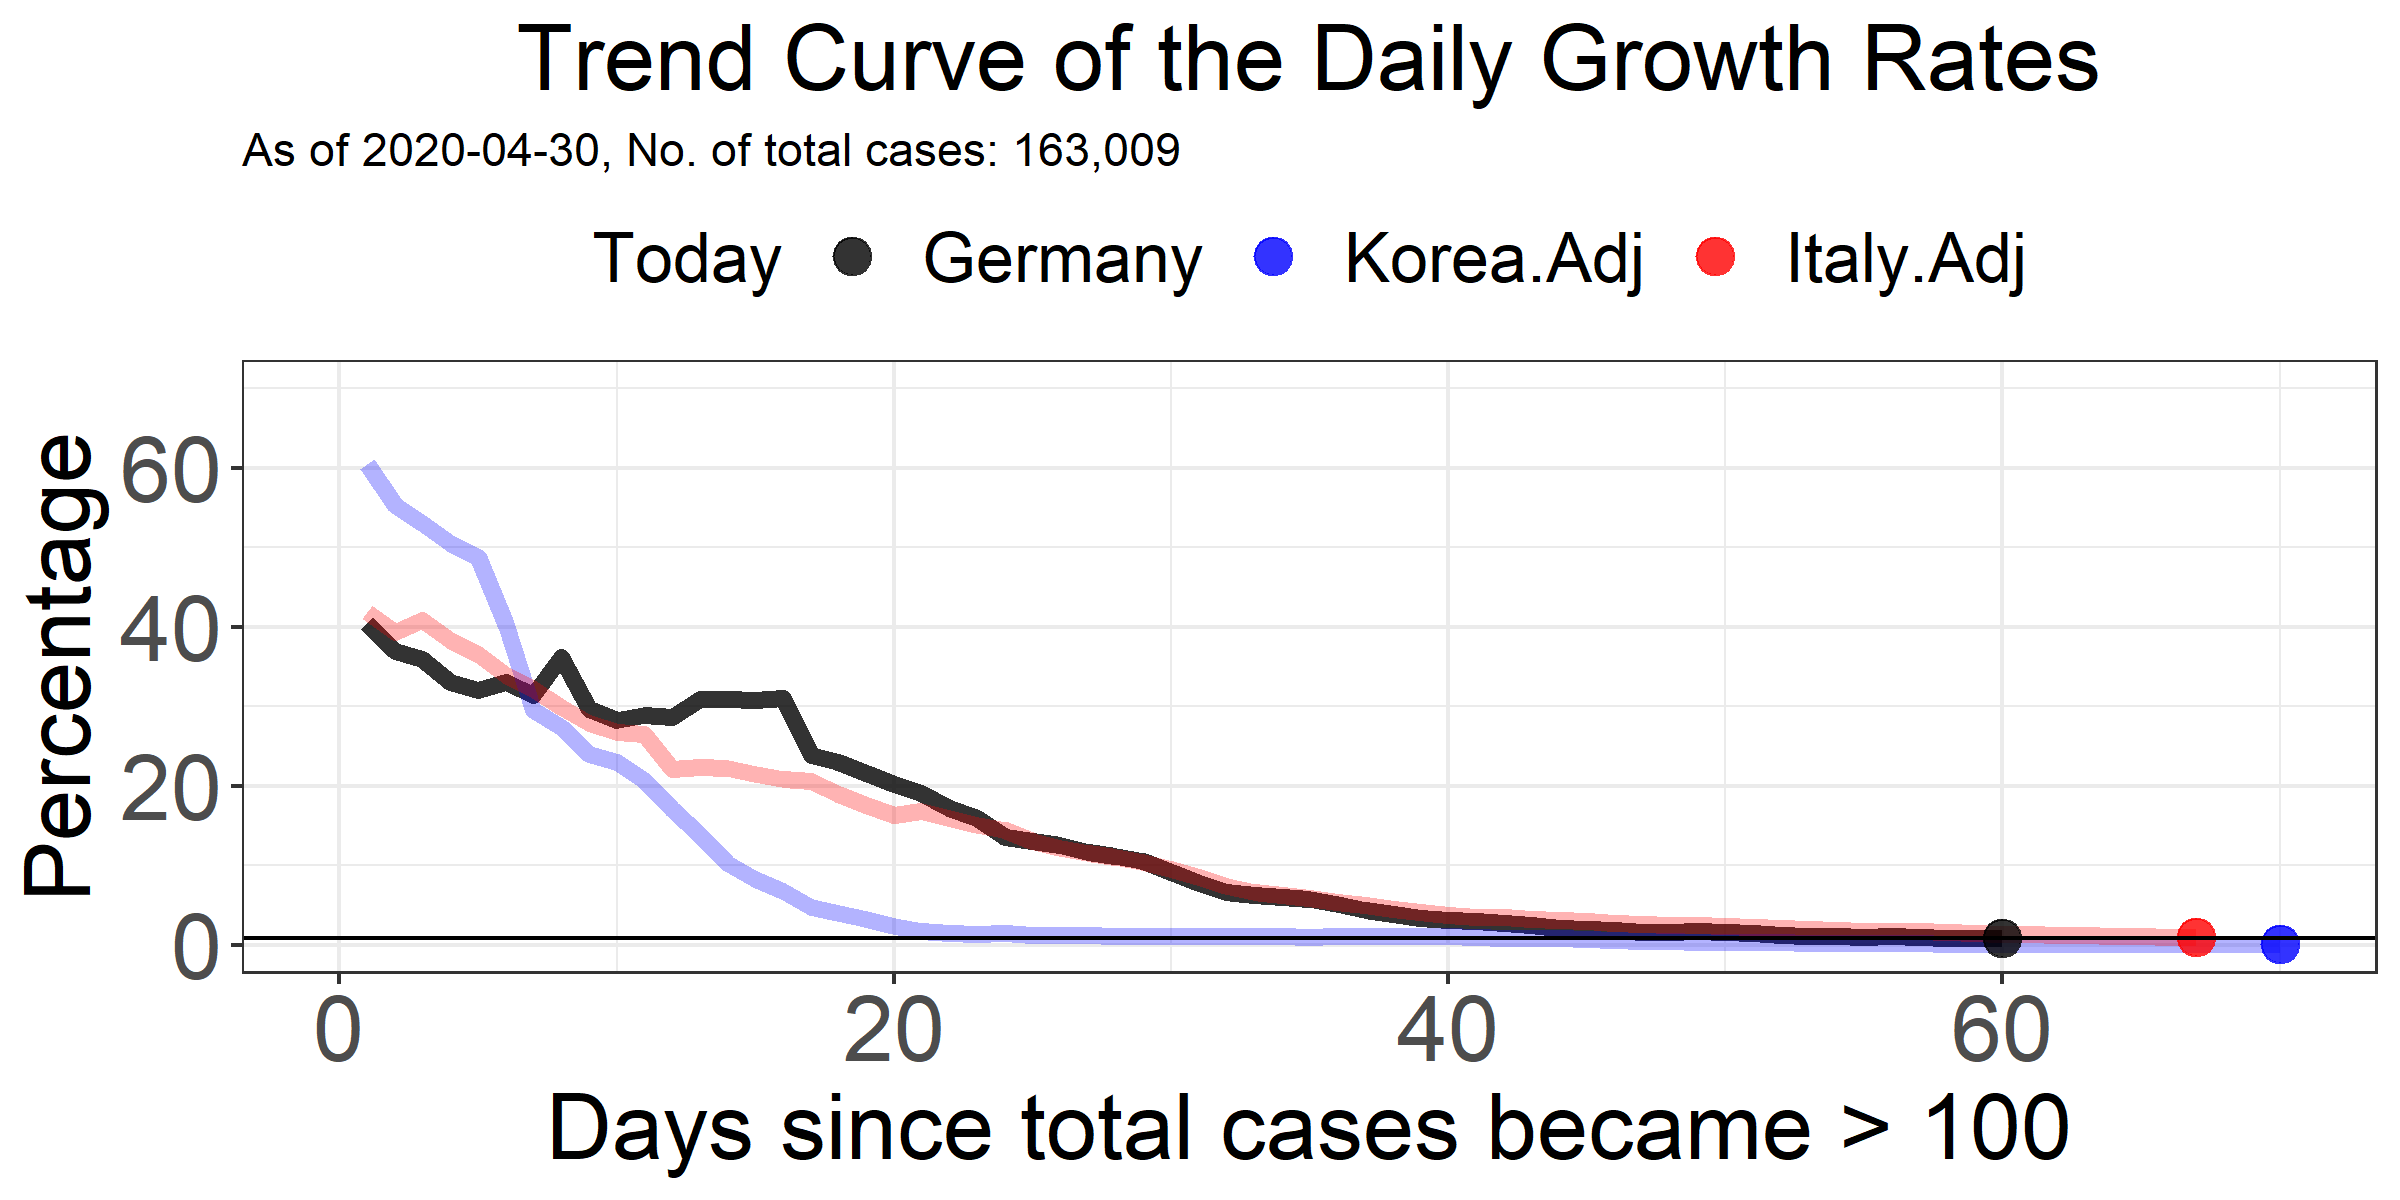 Trend Curve of the Daily Growth Rates
As of 2020-04-30, No. of total cases: 163,009
Today Germany Korea.Adj Italy.Adj
Percentage
60
40
20
0
0 20 40 60
Days since total cases became > 100